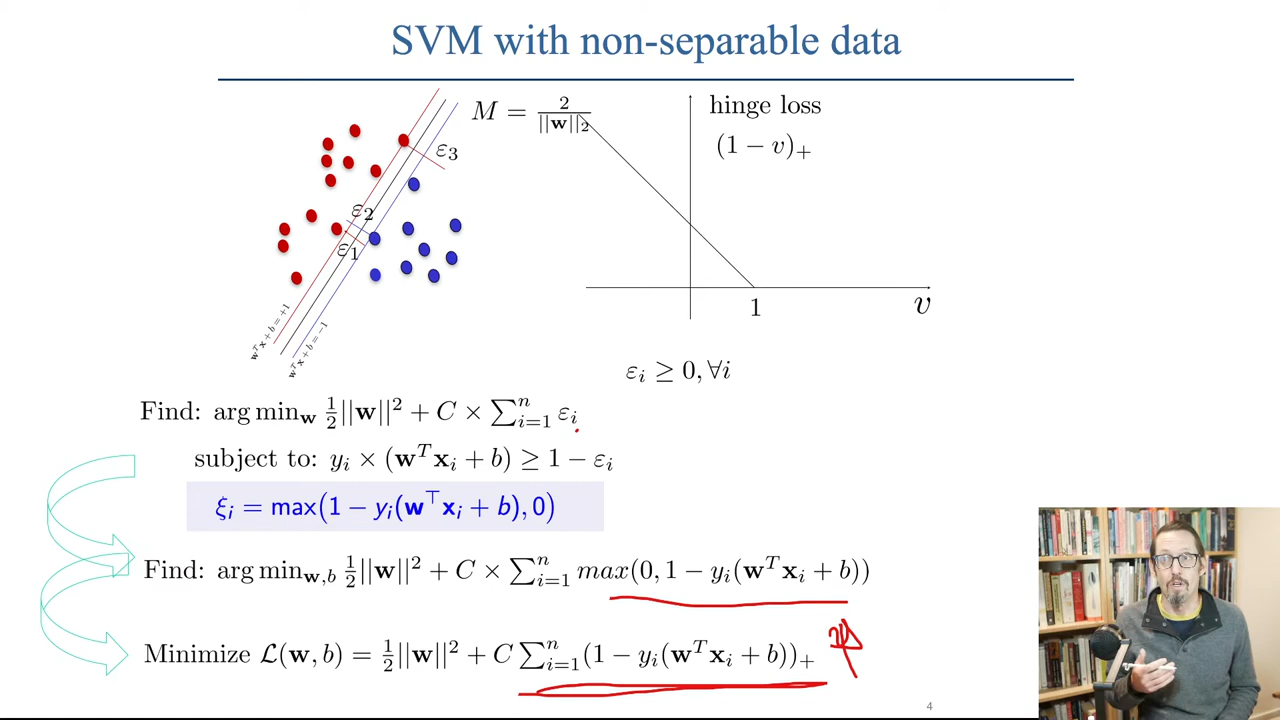 SVM with non-separable data
M = 2/||w||₂
hinge loss
(1 − v)₊
ε₃
ε₂
ε₁
1
v
wᵀx + b = +1
wᵀx + b = −1
εᵢ ≥ 0, ∀i
Find: arg min_w ½||w||² + C × ∑ⁿᵢ₌₁ εᵢ
subject to: yᵢ × (wᵀxᵢ + b) ≥ 1 − εᵢ
ξᵢ = max(1 − yᵢ(w⊤xᵢ + b), 0)
Find: arg min_w,b ½||w||² + C × ∑ⁿᵢ₌₁ max(0, 1 − yᵢ(wᵀxᵢ + b))
Minimize ℒ(w, b) = ½||w||² + C ∑ⁿᵢ₌₁(1 − yᵢ(wᵀxᵢ + b))₊
4